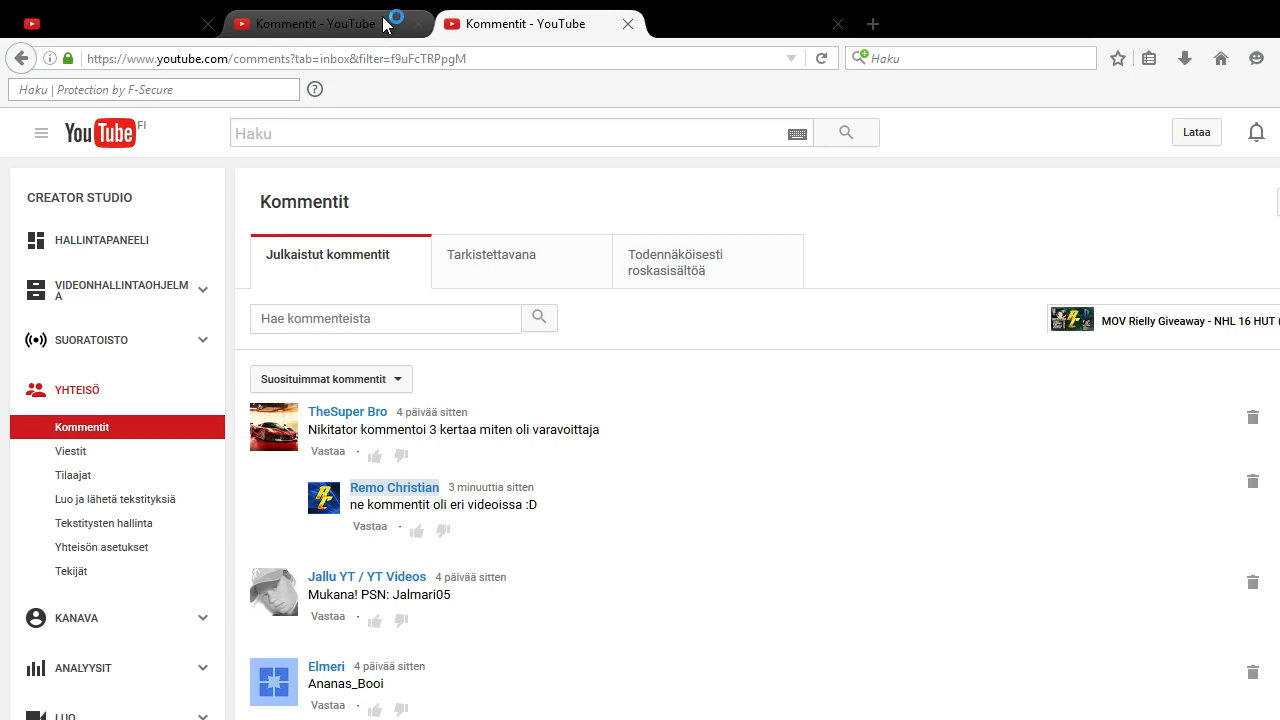 Kommentit - YouTube
Kommentit - YouTube
https://www.youtube.com/comments?tab=inbox&filter=f9uFcTRPpgM
Haku
Haku | Protection by F-Secure
?
YouTube FI
Haku
Lataa
CREATOR STUDIO
HALLINTAPANEELI
VIDEONHALLINTAOHJELM
A
SUORATOISTO
YHTEISÖ
Kommentit
Viestit
Tilaajat
Luo ja lähetä tekstityksiä
Tekstitysten hallinta
Yhteisön asetukset
Tekijät
KANAVA
ANALYYSIT
LUO
Kommentit
Julkaistut kommentit
Tarkistettavana
Todennäköisesti
roskasisältöä
Hae kommenteista
MOV Rielly Giveaway - NHL 16 HUT (
Suosituimmat kommentit
TheSuper Bro 4 päivää sitten
Nikitator kommentoi 3 kertaa miten oli varavoittaja
Vastaa ·
Remo Christian 3 minuuttia sitten
ne kommentit oli eri videoissa :D
Vastaa ·
Jallu YT / YT Videos 4 päivää sitten
Mukana! PSN: Jalmari05
Vastaa ·
Elmeri 4 päivää sitten
Ananas_Booi
Vastaa ·